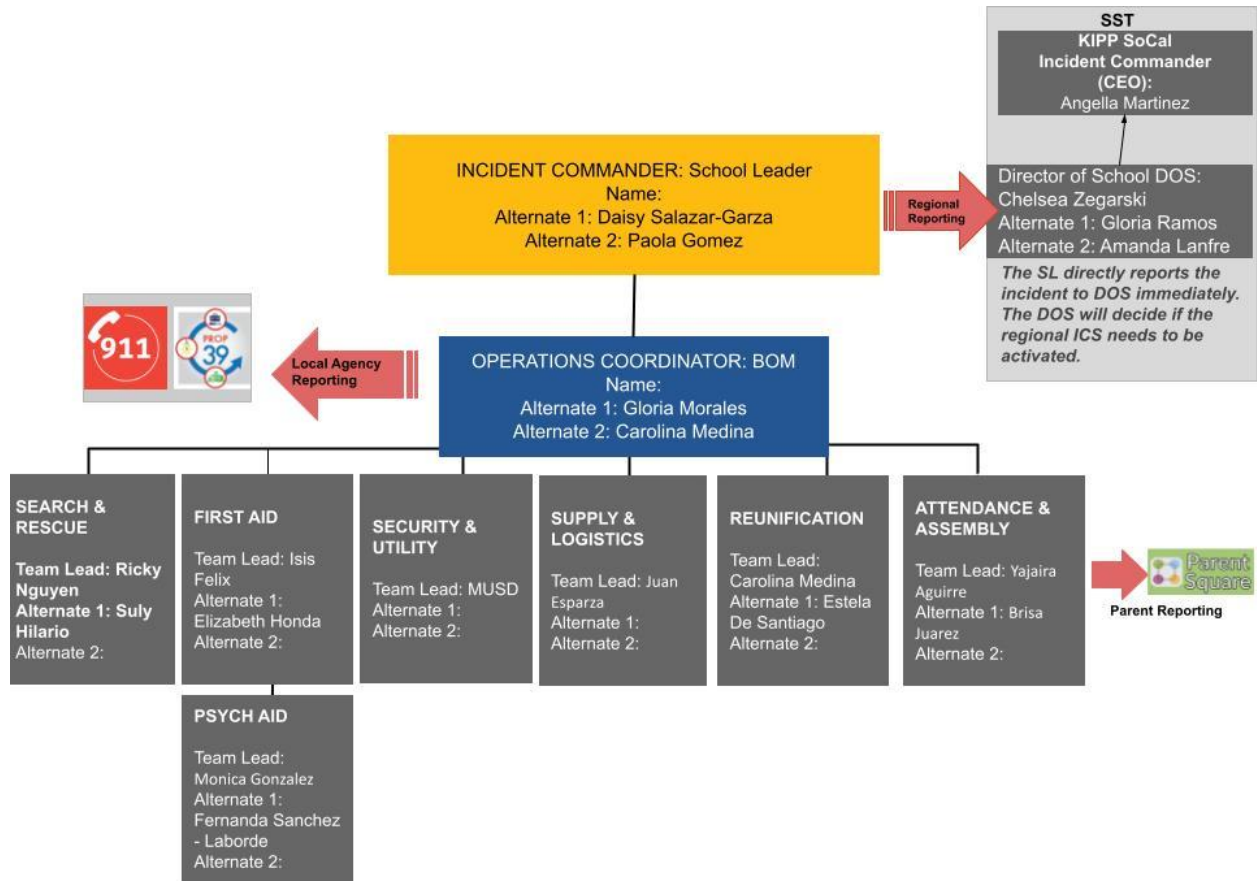 SST
KIPP SoCal
Incident Commander
(CEO):
Angella Martinez
INCIDENT COMMANDER: School Leader
Name:
Alternate 1: Daisy Salazar-Garza
Alternate 2: Paola Gomez
Regional
Reporting
Director of School DOS:
Chelsea Zegarski
Alternate 1: Gloria Ramos
Alternate 2: Amanda Lanfre
The SL directly reports the
incident to DOS immediately.
The DOS will decide if the
regional ICS needs to be
activated.
911
PROP
39
Local Agency
Reporting
OPERATIONS COORDINATOR: BOM
Name:
Alternate 1: Gloria Morales
Alternate 2: Carolina Medina
SEARCH &
RESCUE
Team Lead: Ricky
Nguyen
Alternate 1: Suly
Hilario
Alternate 2:
FIRST AID
Team Lead: Isis
Felix
Alternate 1:
Elizabeth Honda
Alternate 2:
SECURITY &
UTILITY
Team Lead: MUSD
Alternate 1:
Alternate 2:
SUPPLY &
LOGISTICS
Team Lead: Juan
Esparza
Alternate 1:
Alternate 2:
REUNIFICATION
Team Lead:
Carolina Medina
Alternate 1: Estela
De Santiago
Alternate 2:
ATTENDANCE &
ASSEMBLY
Team Lead: Yajaira
Aguirre
Alternate 1: Brisa
Juarez
Alternate 2:
Parent
Square
Parent Reporting
PSYCH AID
Team Lead:
Monica Gonzalez
Alternate 1:
Fernanda Sanchez
- Laborde
Alternate 2: